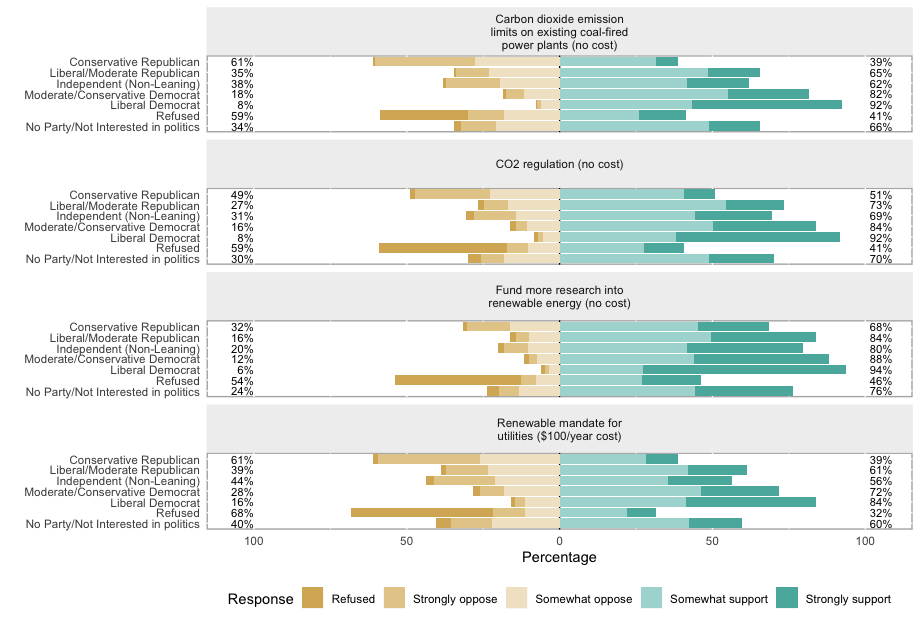 Carbon dioxide emission
limits on existing coal-fired
power plants (no cost)
Conservative Republican 61% 39%
Liberal/Moderate Republican 35% 65%
Independent (Non-Leaning) 38% 62%
Moderate/Conservative Democrat 18% 82%
Liberal Democrat 8% 92%
Refused 59% 41%
No Party/Not Interested in politics 34% 66%
CO2 regulation (no cost)
Conservative Republican 49% 51%
Liberal/Moderate Republican 27% 73%
Independent (Non-Leaning) 31% 69%
Moderate/Conservative Democrat 16% 84%
Liberal Democrat 8% 92%
Refused 59% 41%
No Party/Not Interested in politics 30% 70%
Fund more research into
renewable energy (no cost)
Conservative Republican 32% 68%
Liberal/Moderate Republican 16% 84%
Independent (Non-Leaning) 20% 80%
Moderate/Conservative Democrat 12% 88%
Liberal Democrat 6% 94%
Refused 54% 46%
No Party/Not Interested in politics 24% 76%
Renewable mandate for
utilities ($100/year cost)
Conservative Republican 61% 39%
Liberal/Moderate Republican 39% 61%
Independent (Non-Leaning) 44% 56%
Moderate/Conservative Democrat 28% 72%
Liberal Democrat 16% 84%
Refused 68% 32%
No Party/Not Interested in politics 40% 60%
100 50 0 50 100
Percentage
Response Refused Strongly oppose Somewhat oppose Somewhat support Strongly support